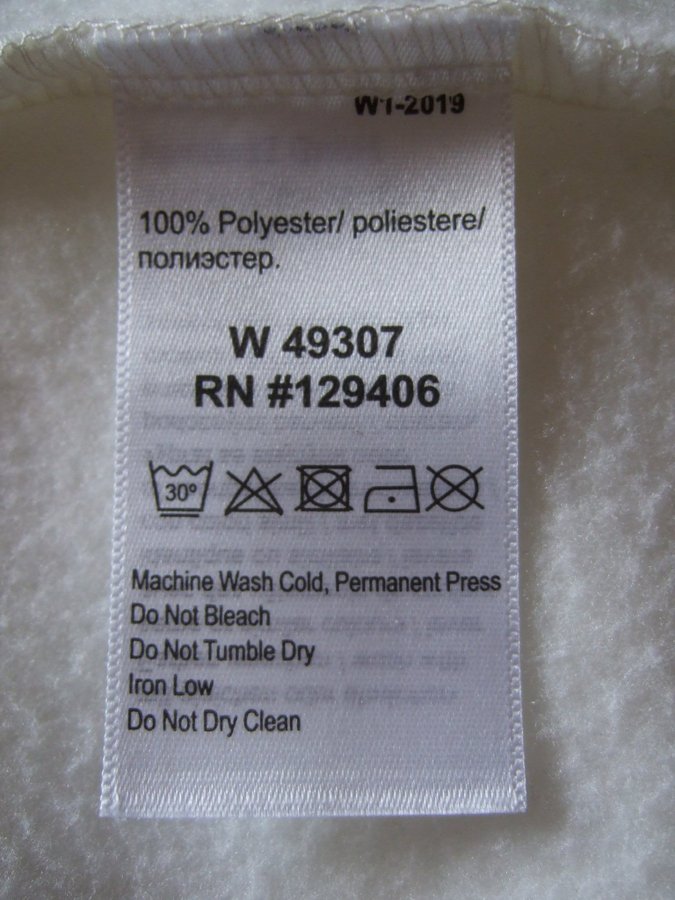 W1-2019
100% Polyester/ poliestere/
полиэстер.
W 49307
RN #129406
30º
Machine Wash Cold, Permanent Press
Do Not Bleach
Do Not Tumble Dry
Iron Low
Do Not Dry Clean